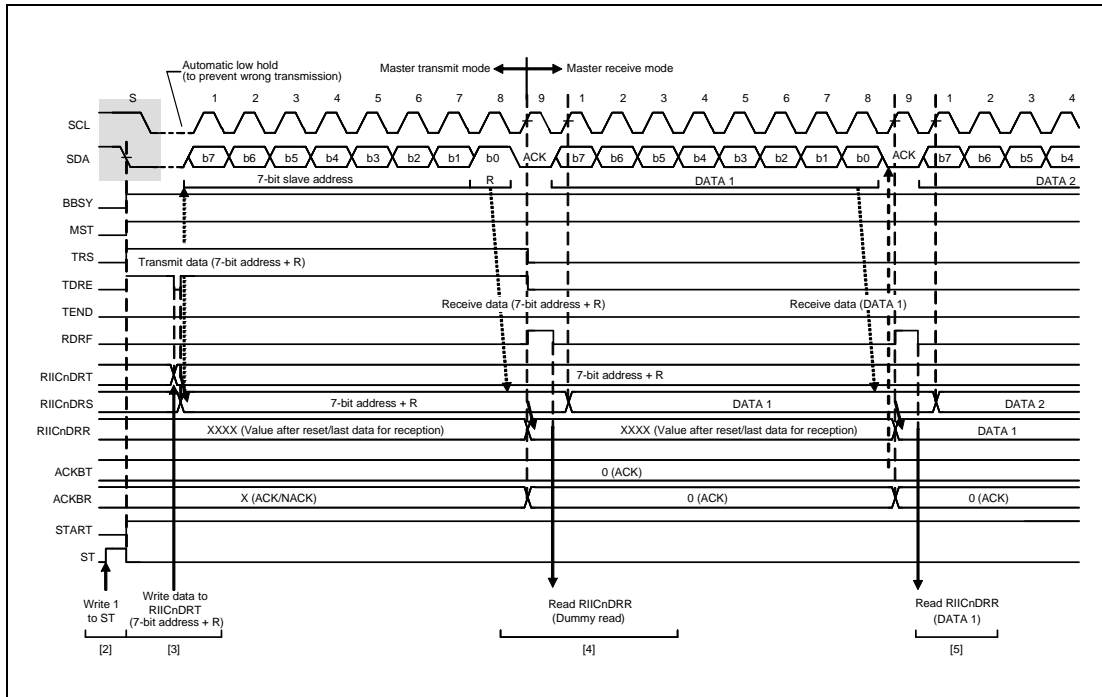 Automatic low hold
(to prevent wrong transmission)
Master transmit mode
Master receive mode
S 1 2 3 4 5 6 7 8 9 1 2 3 4 5 6 7 8 9 1 2 3 4
SCL
SDA b7 b6 b5 b4 b3 b2 b1 b0 ACK b7 b6 b5 b4 b3 b2 b1 b0 ACK b7 b6 b5 b4
7-bit slave address R DATA 1 DATA 2
BBSY
MST
TRS
Transmit data (7-bit address + R)
TDRE
Receive data (7-bit address + R) Receive data (DATA 1)
TEND
RDRF
RIICnDRT 7-bit address + R
RIICnDRS 7-bit address + R DATA 1 DATA 2
RIICnDRR XXXX (Value after reset/last data for reception) XXXX (Value after reset/last data for reception) DATA 1
ACKBT 0 (ACK)
ACKBR X (ACK/NACK) 0 (ACK) 0 (ACK)
START
ST
Write 1
to ST
Write data to
RIICnDRT
(7-bit address + R)
Read RIICnDRR
(Dummy read)
Read RIICnDRR
(DATA 1)
[2] [3] [4] [5]